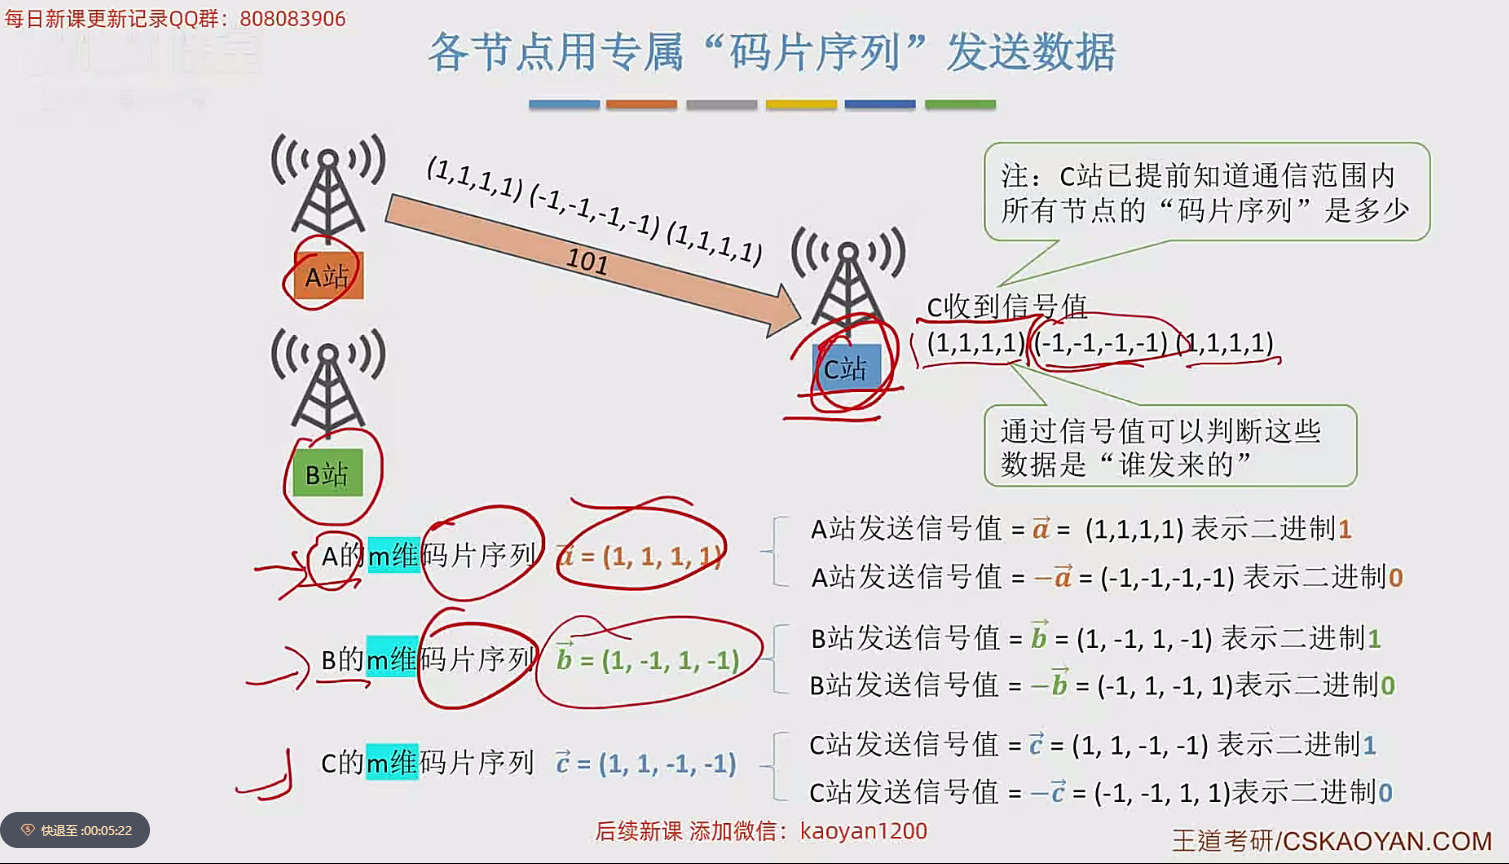 每日新课更新记录QQ群：808083906
各节点用专属“码片序列”发送数据
(1,1,1,1) (-1,-1,-1,-1) (1,1,1,1)
101
A站
注：C站已提前知道通信范围内
所有节点的“码片序列”是多少
C收到信号值
(1,1,1,1) (-1,-1,-1,-1) (1,1,1,1)
C站
通过信号值可以判断这些
数据是“谁发来的”
B站
A的m维码片序列 a⃗ = (1, 1, 1, 1)
A站发送信号值 = a⃗ = (1,1,1,1) 表示二进制1
A站发送信号值 = −a⃗ = (-1,-1,-1,-1) 表示二进制0
B的m维码片序列 b⃗ = (1, -1, 1, -1)
B站发送信号值 = b⃗ = (1, -1, 1, -1) 表示二进制1
B站发送信号值 = −b⃗ = (-1, 1, -1, 1)表示二进制0
C的m维码片序列 c⃗ = (1, 1, -1, -1)
C站发送信号值 = c⃗ = (1, 1, -1, -1) 表示二进制1
C站发送信号值 = −c⃗ = (-1, -1, 1, 1)表示二进制0
快退至 :00:05:22
后续新课 添加微信：kaoyan1200
王道考研/CSKAOYAN.COM